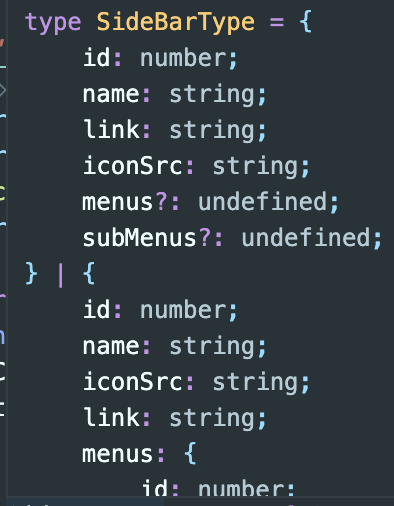 type SideBarType = {
    id: number;
    name: string;
    link: string;
    iconSrc: string;
    menus?: undefined;
    subMenus?: undefined;
} | {
    id: number;
    name: string;
    iconSrc: string;
    link: string;
    menus: {
        id: number;